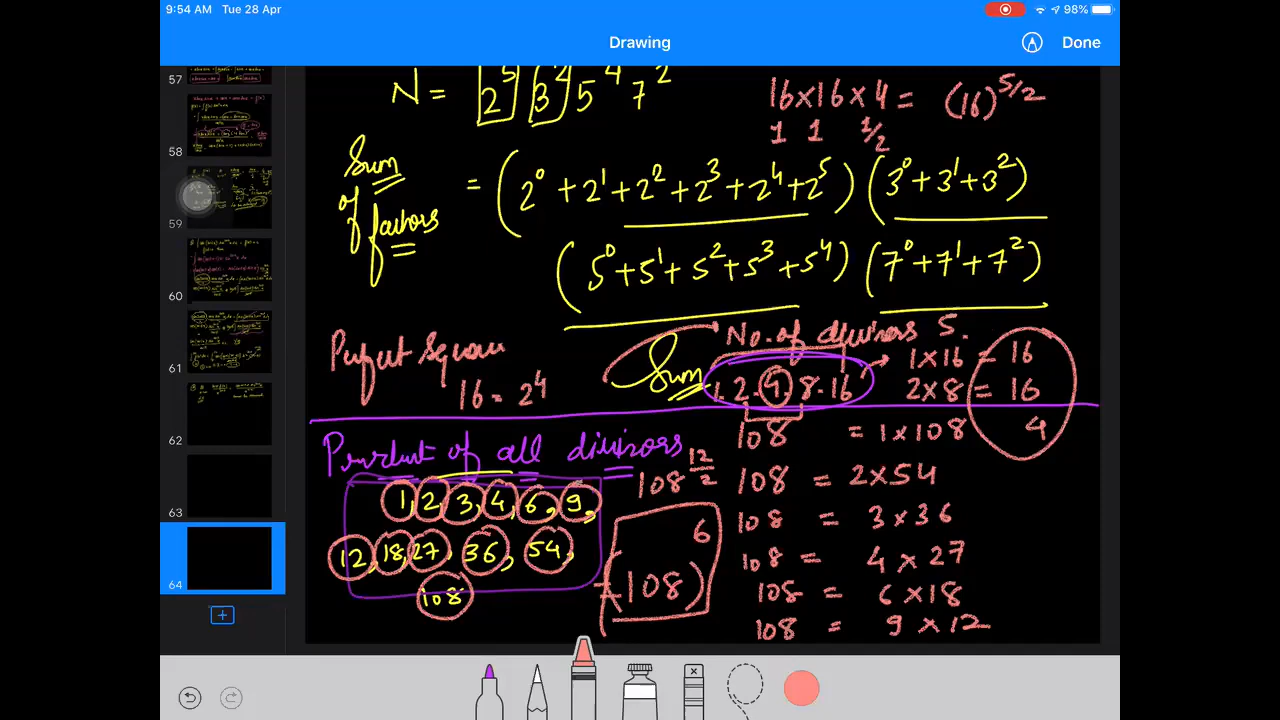 9:54 AM Tue 28 Apr
98%
Drawing
Done
57
58
59
60
61
62
63
64
N = 2^5 3^2 5^4 7^2
16×16×4 = (16)^5/2
1 1 1/2
Sum of factors = (2^0 + 2^1 + 2^2 + 2^3 + 2^4 + 2^5) (3^0 + 3^1 + 3^2)
(5^0 + 5^1 + 5^2 + 5^3 + 5^4) (7^0 + 7^1 + 7^2)
Perfect Square
16 = 2^4
No. of divisors 5.
Sum
1. 2. 4. 8. 16
1×16 = 16
2×8 = 16
4
Product of all divisors
1, 2, 3, 4, 6, 9,
12, 18, 27, 36, 54,
108
108^12/2
= (108)^6
108 = 1×108
108 = 2×54
108 = 3×36
108 = 4×27
108 = 6×18
108 = 9×12